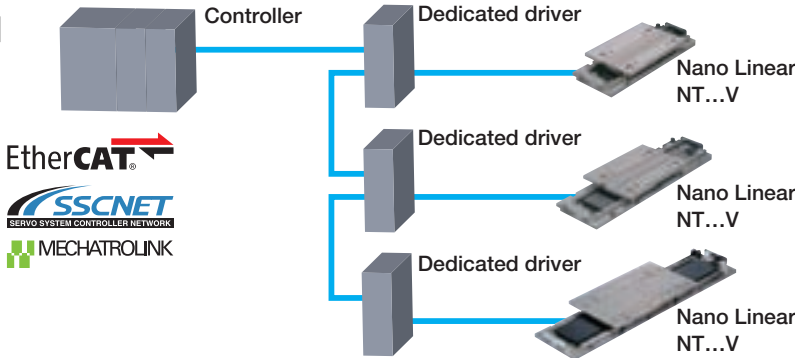 Controller
Dedicated driver
Nano Linear
NT…V
EtherCAT®
Dedicated driver
SSCNET
SERVO SYSTEM CONTROLLER NETWORK
Nano Linear
NT…V
MECHATROLINK
Dedicated driver
Nano Linear
NT…V